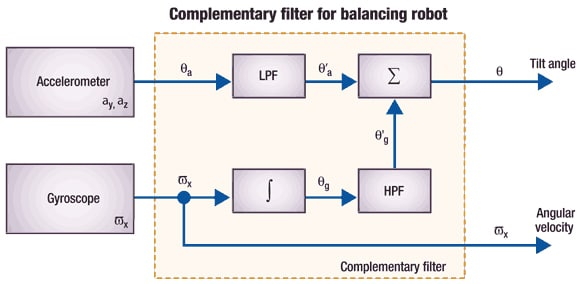 Complementary filter for balancing robot
Accelerometer
ay, az
θa
LPF
θ'a
Σ
θ
Tilt angle
θ'g
Gyroscope
ϖx
ϖx
∫
θg
HPF
ϖx
Angular
velocity
Complementary filter